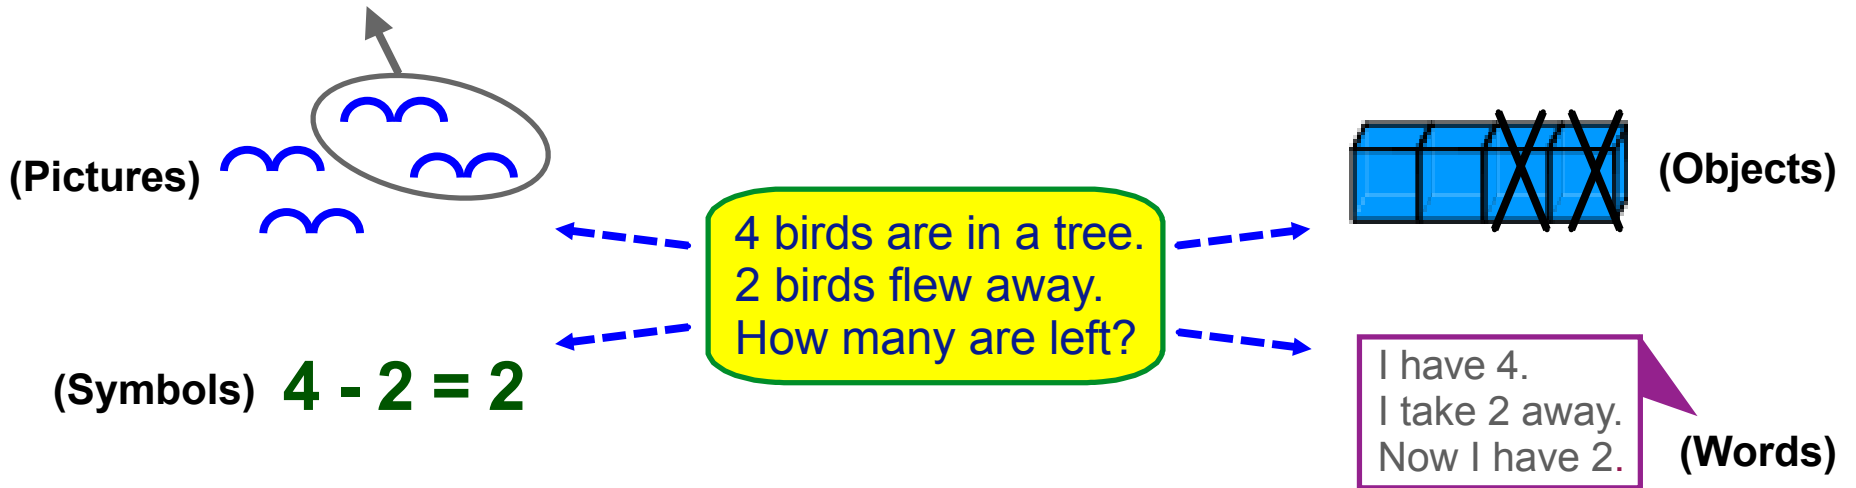 (Pictures)
4 birds are in a tree.
2 birds flew away.
How many are left?
(Objects)
(Symbols) 4 - 2 = 2
I have 4.
I take 2 away.
Now I have 2.
(Words)